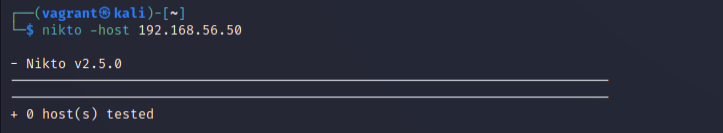 ┌──(vagrant㉿kali)-[~]
└─$ nikto -host 192.168.56.50
- Nikto v2.5.0
+ 0 host(s) tested